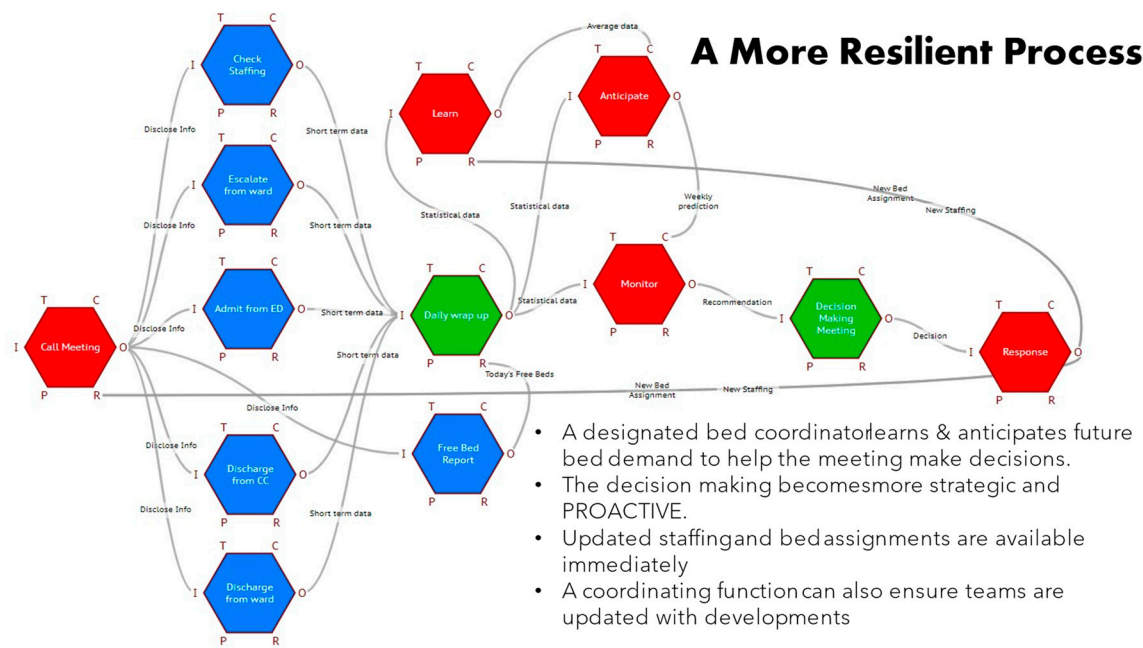 A More Resilient Process
T C
I Check O
Staffing
P R
Disclose Info
Short term data
T C
I Escalate O
from ward
P R
Disclose Info
Short term data
T C
I Admit from ED O
P R
Disclose Info
Short term data
T C
I Call Meeting O
P R
Disclose Info
T C
I Discharge O
from CC
P R
Disclose Info
Short term data
T C
I Discharge O
from ward
P R
Disclose Info
Short term data
T C
I Learn O
P R
Average data
T C
I Anticipate O
P R
Statistical data
Statistical data
Weekly
prediction
New Bed
Assignment
New Staffing
T C
I Daily wrap up O
P R
Statistical data
Today's Free Beds
T C
I Monitor O
P R
Recommendation
T C
I Decision O
Making
Meeting
P R
Decision
T C
I Response O
P R
New Bed
Assignment
New Staffing
T C
I Free Bed O
Report
P R
• A designated bed coordinatorlearns & anticipates future
bed demand to help the meeting make decisions.
• The decision making becomesmore strategic and
PROACTIVE.
• Updated staffing and bed assignments are available
immediately
• A coordinating function can also ensure teams are
updated with developments